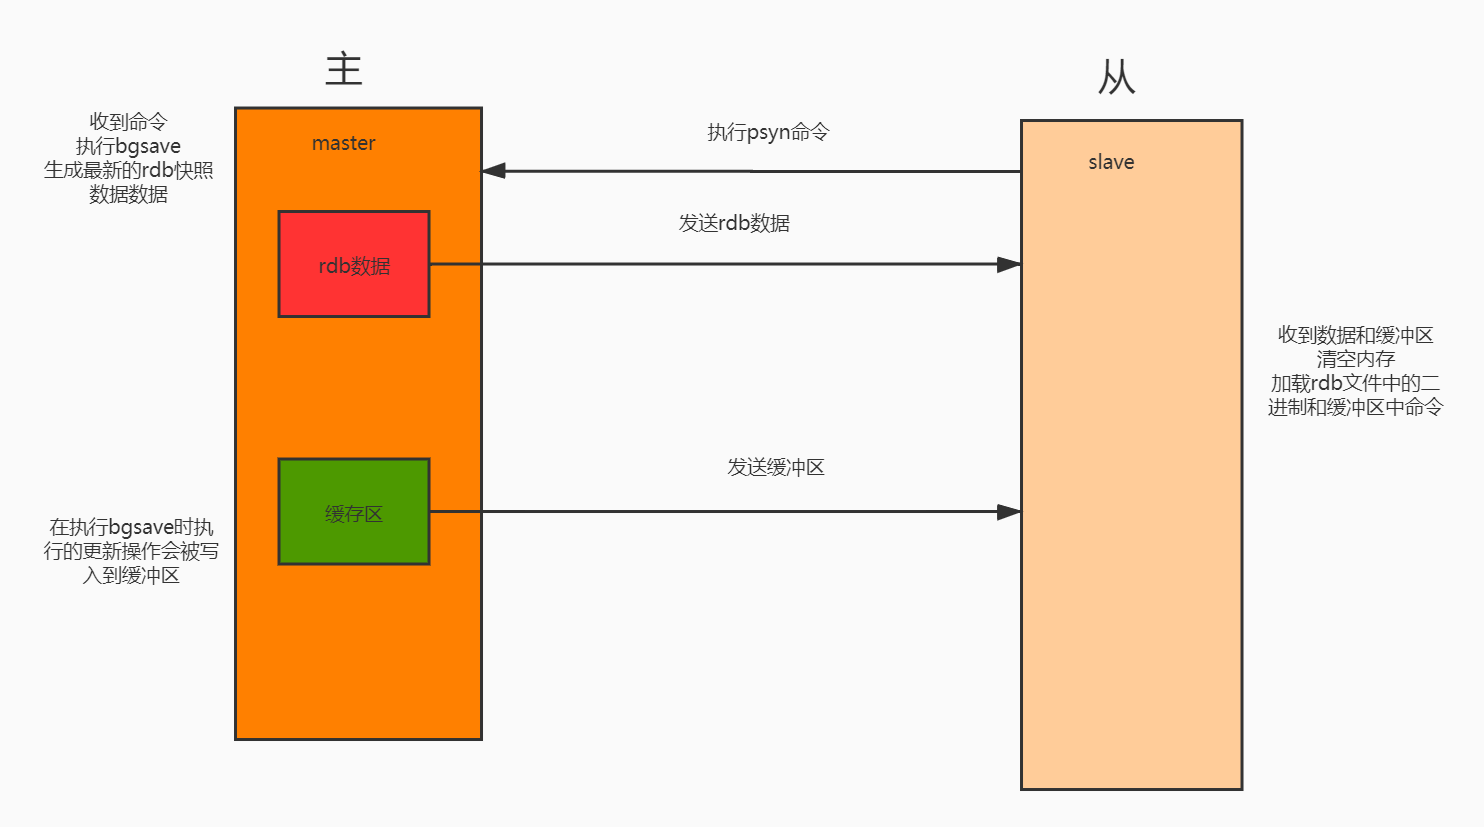 主
从
收到命令
执行bgsave
生成最新的rdb快照
数据数据
master
执行psyn命令
slave
发送rdb数据
rdb数据
收到数据和缓冲区
清空内存
加载rdb文件中的二
进制和缓冲区中命令
发送缓冲区
缓存区
在执行bgsave时执
行的更新操作会被写
入到缓冲区